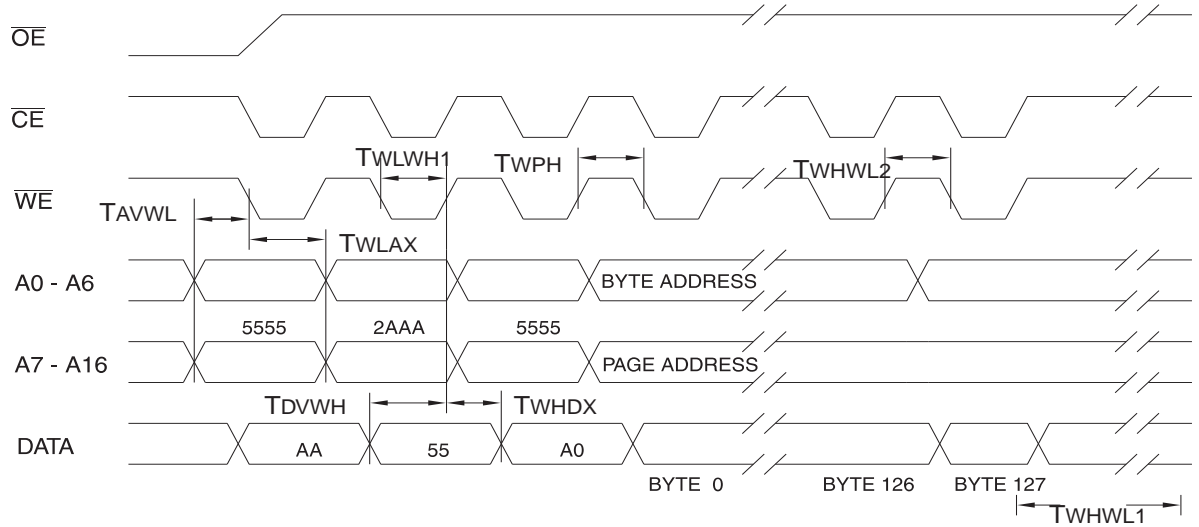 OE
CE
TWLWH1 TWPH TWHWL2
WE
TAVWL
TWLAX
A0 - A6 BYTE ADDRESS
5555 2AAA 5555
A7 - A16 PAGE ADDRESS
TDVWH TWHDX
DATA AA 55 A0
BYTE 0 BYTE 126 BYTE 127
TWHWL1